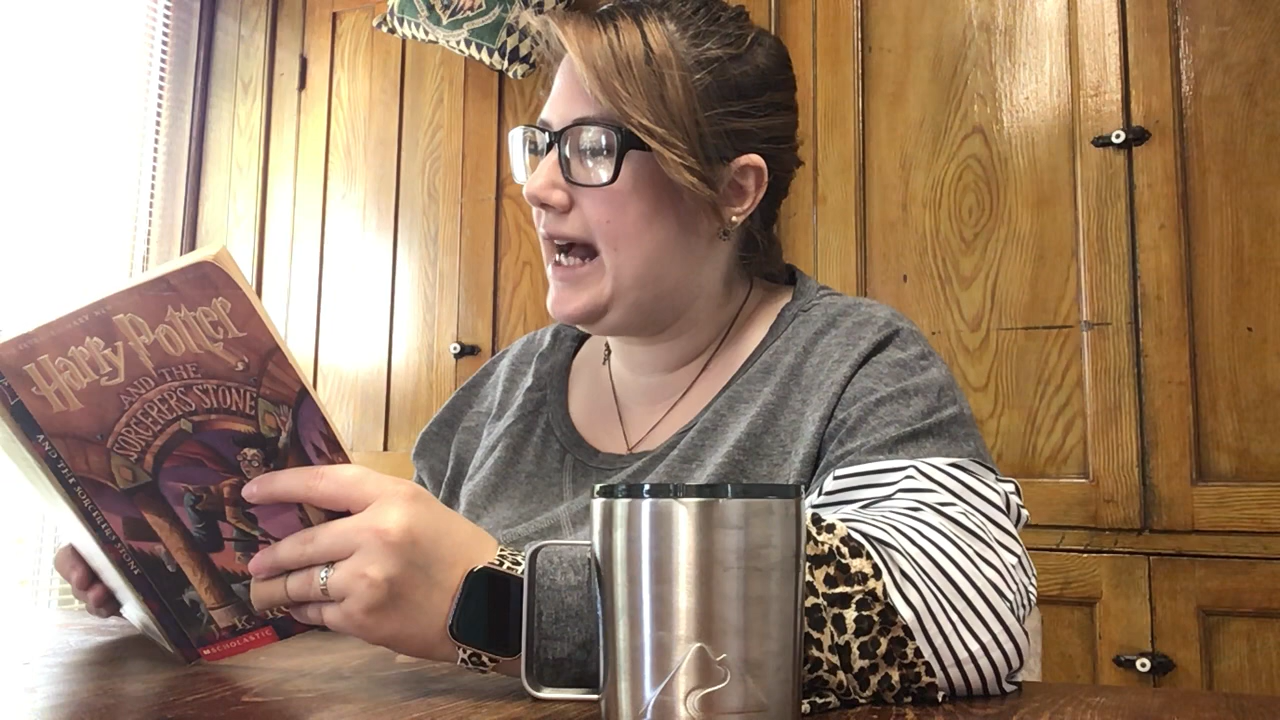 Harry Potter
AND THE
SORCERER'S STONE
AND THE SORCERER'S STONE
SCHOLASTIC